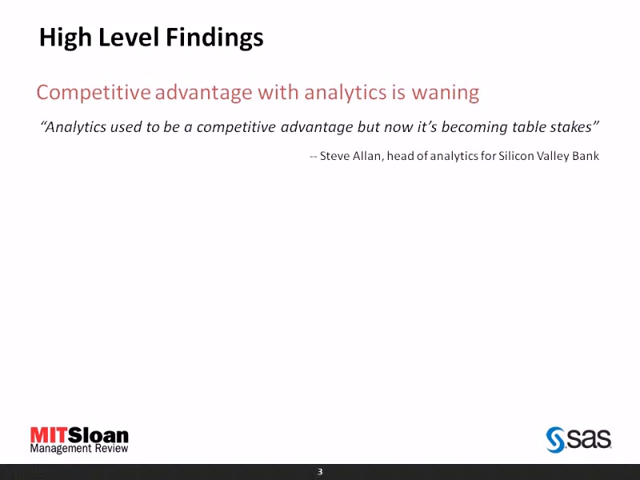 High Level Findings
Competitive advantage with analytics is waning
“Analytics used to be a competitive advantage but now it’s becoming table stakes”
-- Steve Allan, head of analytics for Silicon Valley Bank
MITSloan
Management Review
sas
3